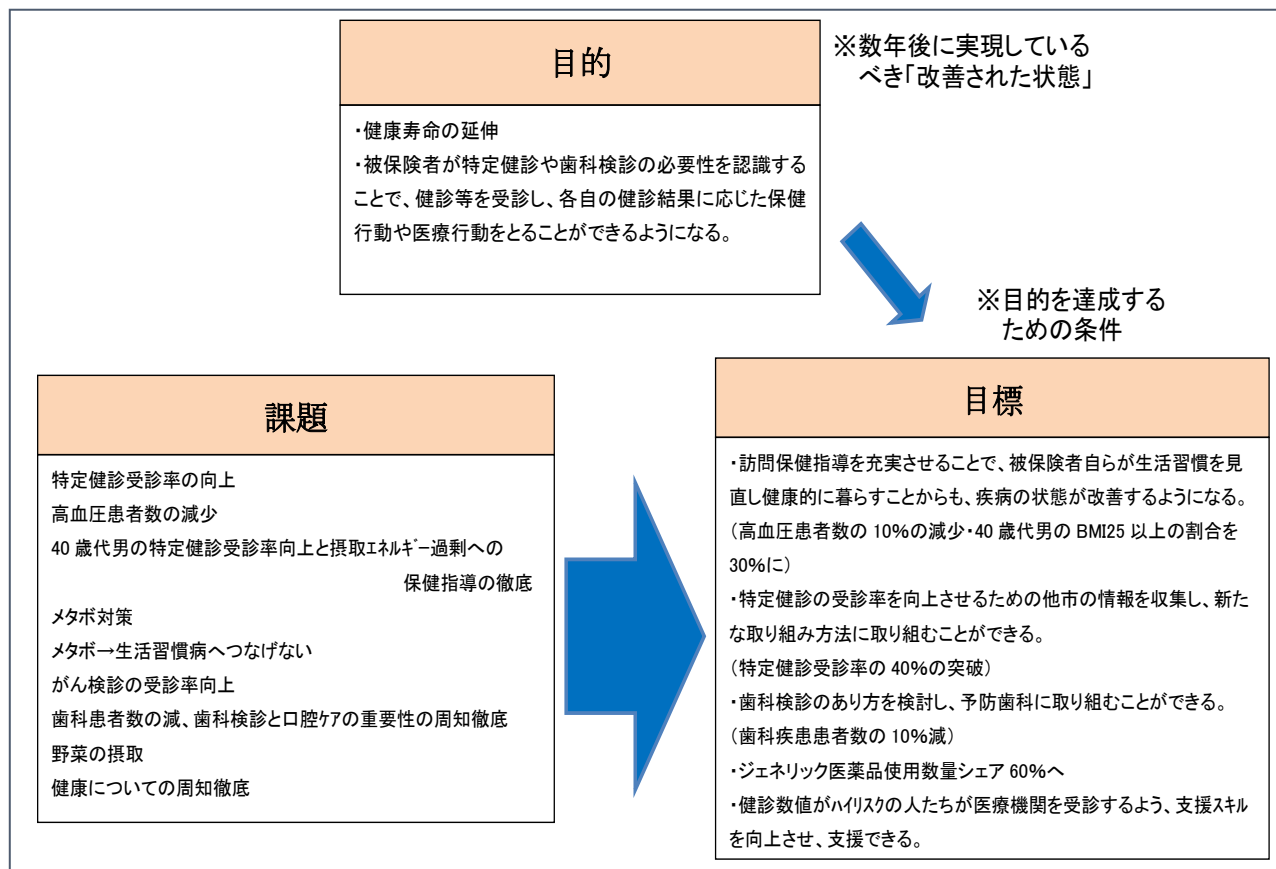 目的
※数年後に実現している
べき「改善された状態」
・健康寿命の延伸
・被保険者が特定健診や歯科検診の必要性を認識する
ことで、健診等を受診し、各自の健診結果に応じた保健
行動や医療行動をとることができるようになる。
※目的を達成する
ための条件
課題
特定健診受診率の向上
高血圧患者数の減少
40 歳代男の特定健診受診率向上と摂取ｴﾈﾙｷﾞｰ過剰への
保健指導の徹底
メタボ対策
メタボ→生活習慣病へつなげない
がん検診の受診率向上
歯科患者数の減、歯科検診と口腔ｹｱの重要性の周知徹底
野菜の摂取
健康についての周知徹底
目標
・訪問保健指導を充実させることで、被保険者自らが生活習慣を見
直し健康的に暮らすことからも、疾病の状態が改善するようになる。
（高血圧患者数の 10%の減少・40 歳代男の BMI25 以上の割合を
30%に）
・特定健診の受診率を向上させるための他市の情報を収集し、新た
な取り組み方法に取り組むことができる。
（特定健診受診率の 40%の突破）
・歯科検診のあり方を検討し、予防歯科に取り組むことができる。
（歯科疾患患者数の 10%減）
・ジェネリック医薬品使用数量シェア 60%へ
・健診数値がﾊｲﾘｽｸの人たちが医療機関を受診するよう、支援ｽｷﾙ
を向上させ、支援できる。